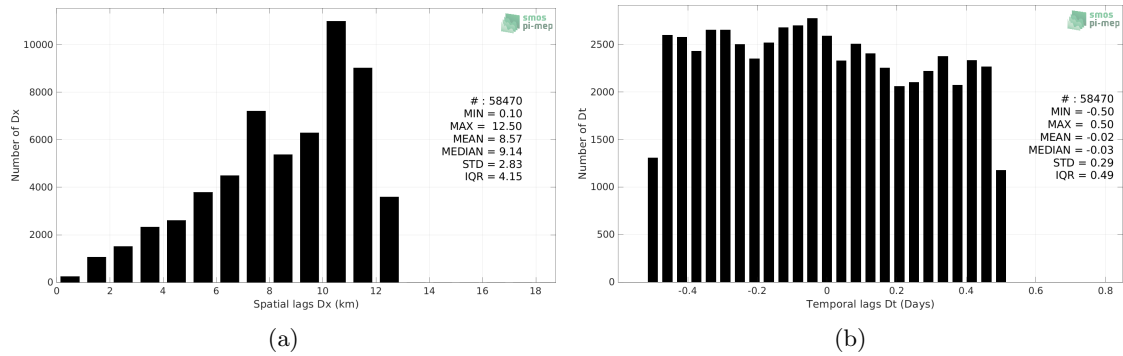 smos
pi-mep
10000
8000
6000
4000
2000
0
Number of Dx
# : 58470
MIN = 0.10
MAX = 12.50
MEAN = 8.57
MEDIAN = 9.14
STD = 2.83
IQR = 4.15
0 2 4 6 8 10 12 14 16 18
Spatial lags Dx (km)
(a)
smos
pi-mep
2500
2000
1500
1000
500
0
Number of Dt
# : 58470
MIN = -0.50
MAX = 0.50
MEAN = -0.02
MEDIAN = -0.03
STD = 0.29
IQR = 0.49
-0.4 -0.2 0 0.2 0.4 0.6 0.8
Temporal lags Dt (Days)
(b)